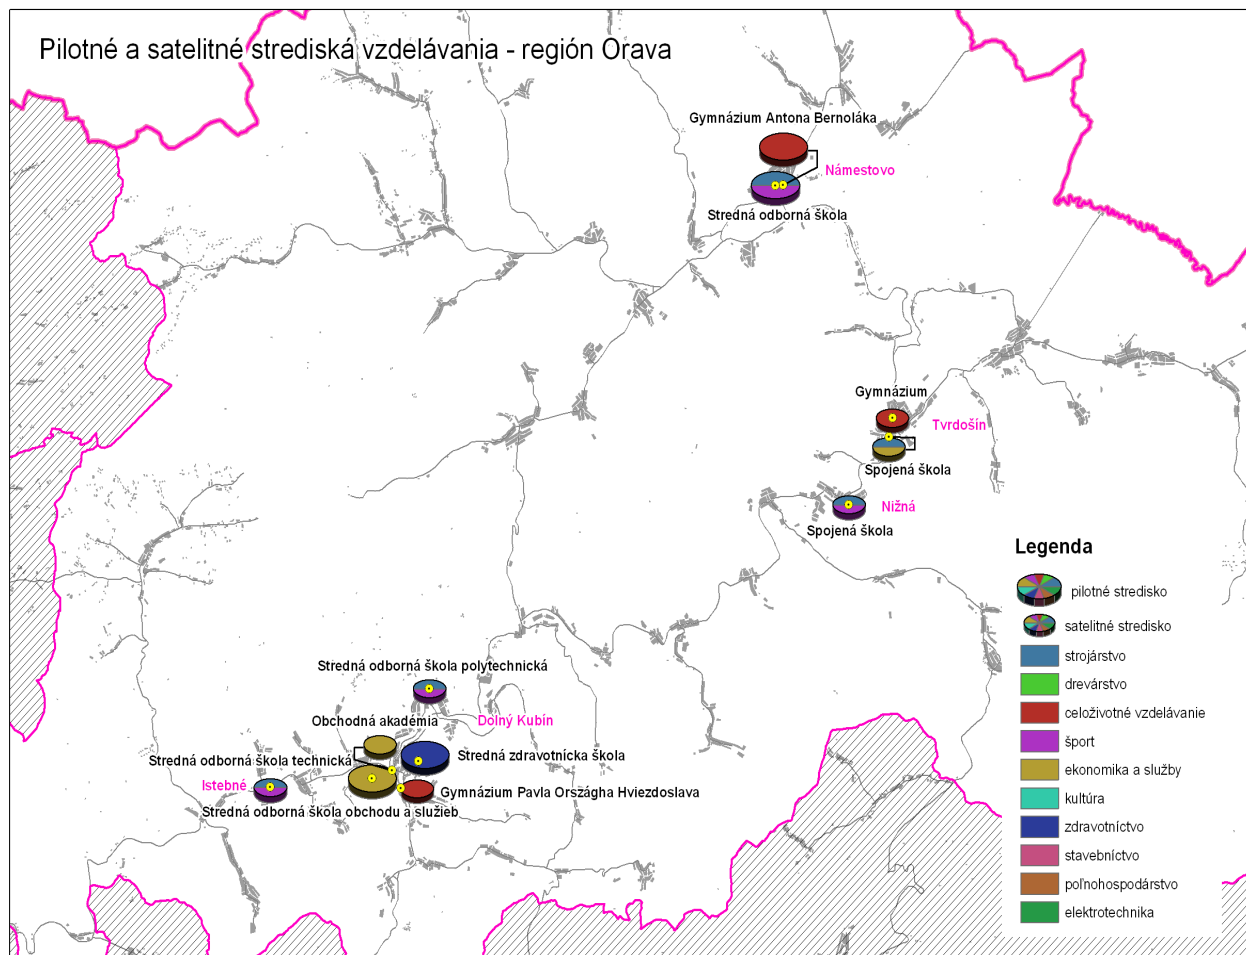 Pilotné a satelitné strediská vzdelávania - región Orava
Gymnázium Antona Bernoláka
Námestovo
Stredná odborná škola
Gymnázium
Tvrdošín
Spojená škola
Nižná
Spojená škola
Stredná odborná škola polytechnická
Obchodná akadémia
Dolný Kubín
Stredná odborná škola technická
Stredná zdravotnícka škola
Istebné
Gymnázium Pavla Országha Hviezdoslava
Stredná odborná škola obchodu a služieb
Legenda
pilotné stredisko
satelitné stredisko
strojárstvo
drevárstvo
celoživotné vzdelávanie
šport
ekonomika a služby
kultúra
zdravotníctvo
stavebníctvo
poľnohospodárstvo
elektrotechnika